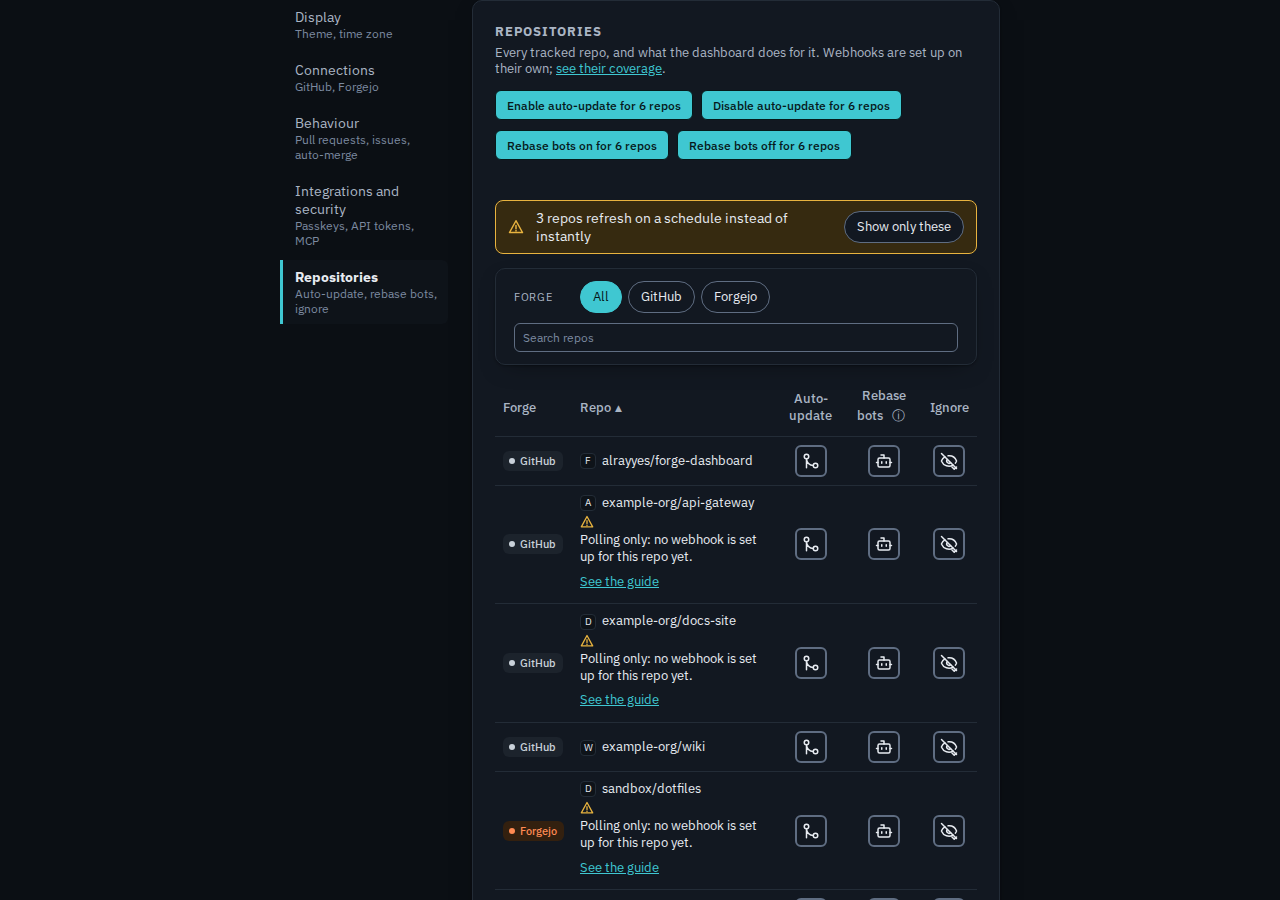 Display
Theme, time zone
Connections
GitHub, Forgejo
Behaviour
Pull requests, issues,
auto-merge
Integrations and
security
Passkeys, API tokens,
MCP
Repositories
Auto-update, rebase bots,
ignore
REPOSITORIES
Every tracked repo, and what the dashboard does for it. Webhooks are set up on
their own; see their coverage.
Enable auto-update for 6 repos
Disable auto-update for 6 repos
Rebase bots on for 6 repos
Rebase bots off for 6 repos
3 repos refresh on a schedule instead of
instantly
Show only these
FORGE
All
GitHub
Forgejo
Search repos
Forge
Repo ▲
Auto-
update
Rebase
bots ⓘ
Ignore
GitHub
F alrayyes/forge-dashboard
GitHub
A example-org/api-gateway
Polling only: no webhook is set
up for this repo yet.
See the guide
GitHub
D example-org/docs-site
Polling only: no webhook is set
up for this repo yet.
See the guide
GitHub
W example-org/wiki
Forgejo
D sandbox/dotfiles
Polling only: no webhook is set
up for this repo yet.
See the guide